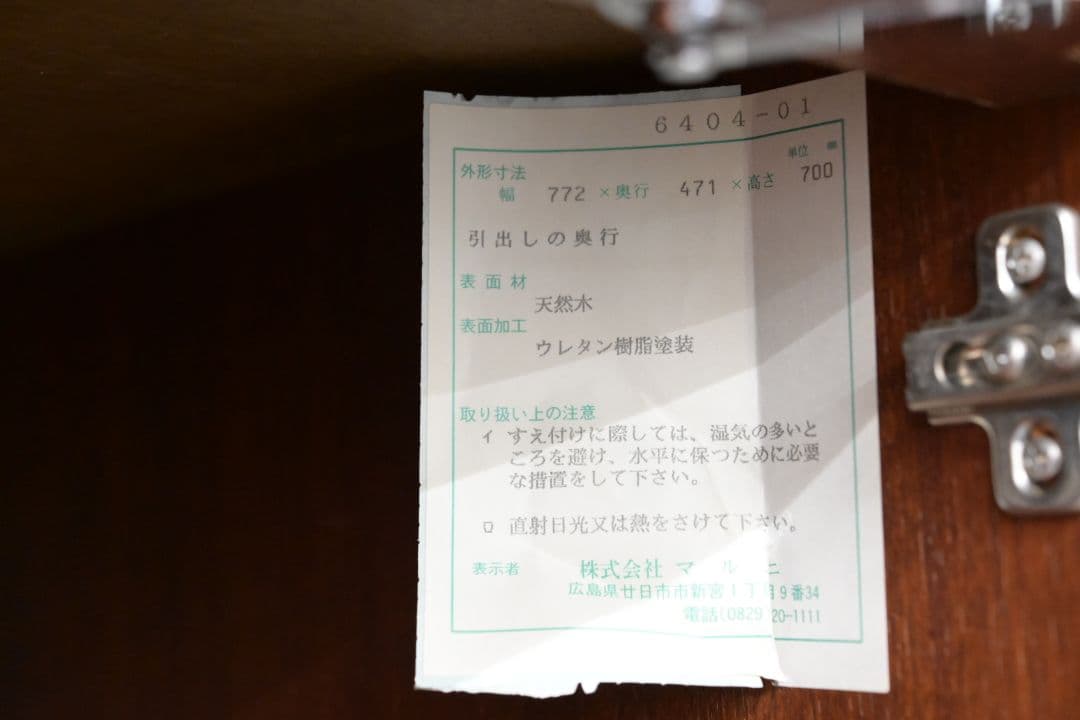 6404-01
単位 ㎜
外形寸法
幅 772 ×奥行 471 ×高さ 700
引出しの奥行
表面材
天然木
表面加工
ウレタン樹脂塗装
取り扱い上の注意
イ すえ付けに際しては、湿気の多いと
ころを避け、水平に保つために必要
な措置をして下さい。
ロ 直射日光又は熱をさけて下さい。
表示者 株式会社 マルニ
広島県廿日市市新宮1丁目9番34
電話(0829)20-1111